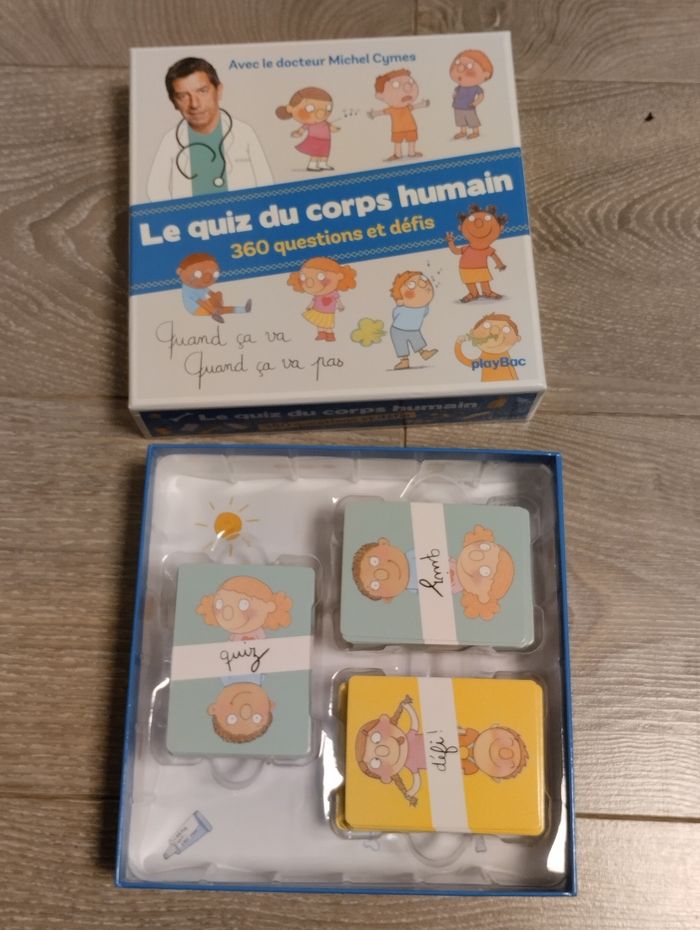 Avec le docteur Michel Cymes
Le quiz du corps humain
360 questions et défis
Quand ça va
Quand ça va pas
playBac
Le quiz du corps humain
quiz
quiz
défi!